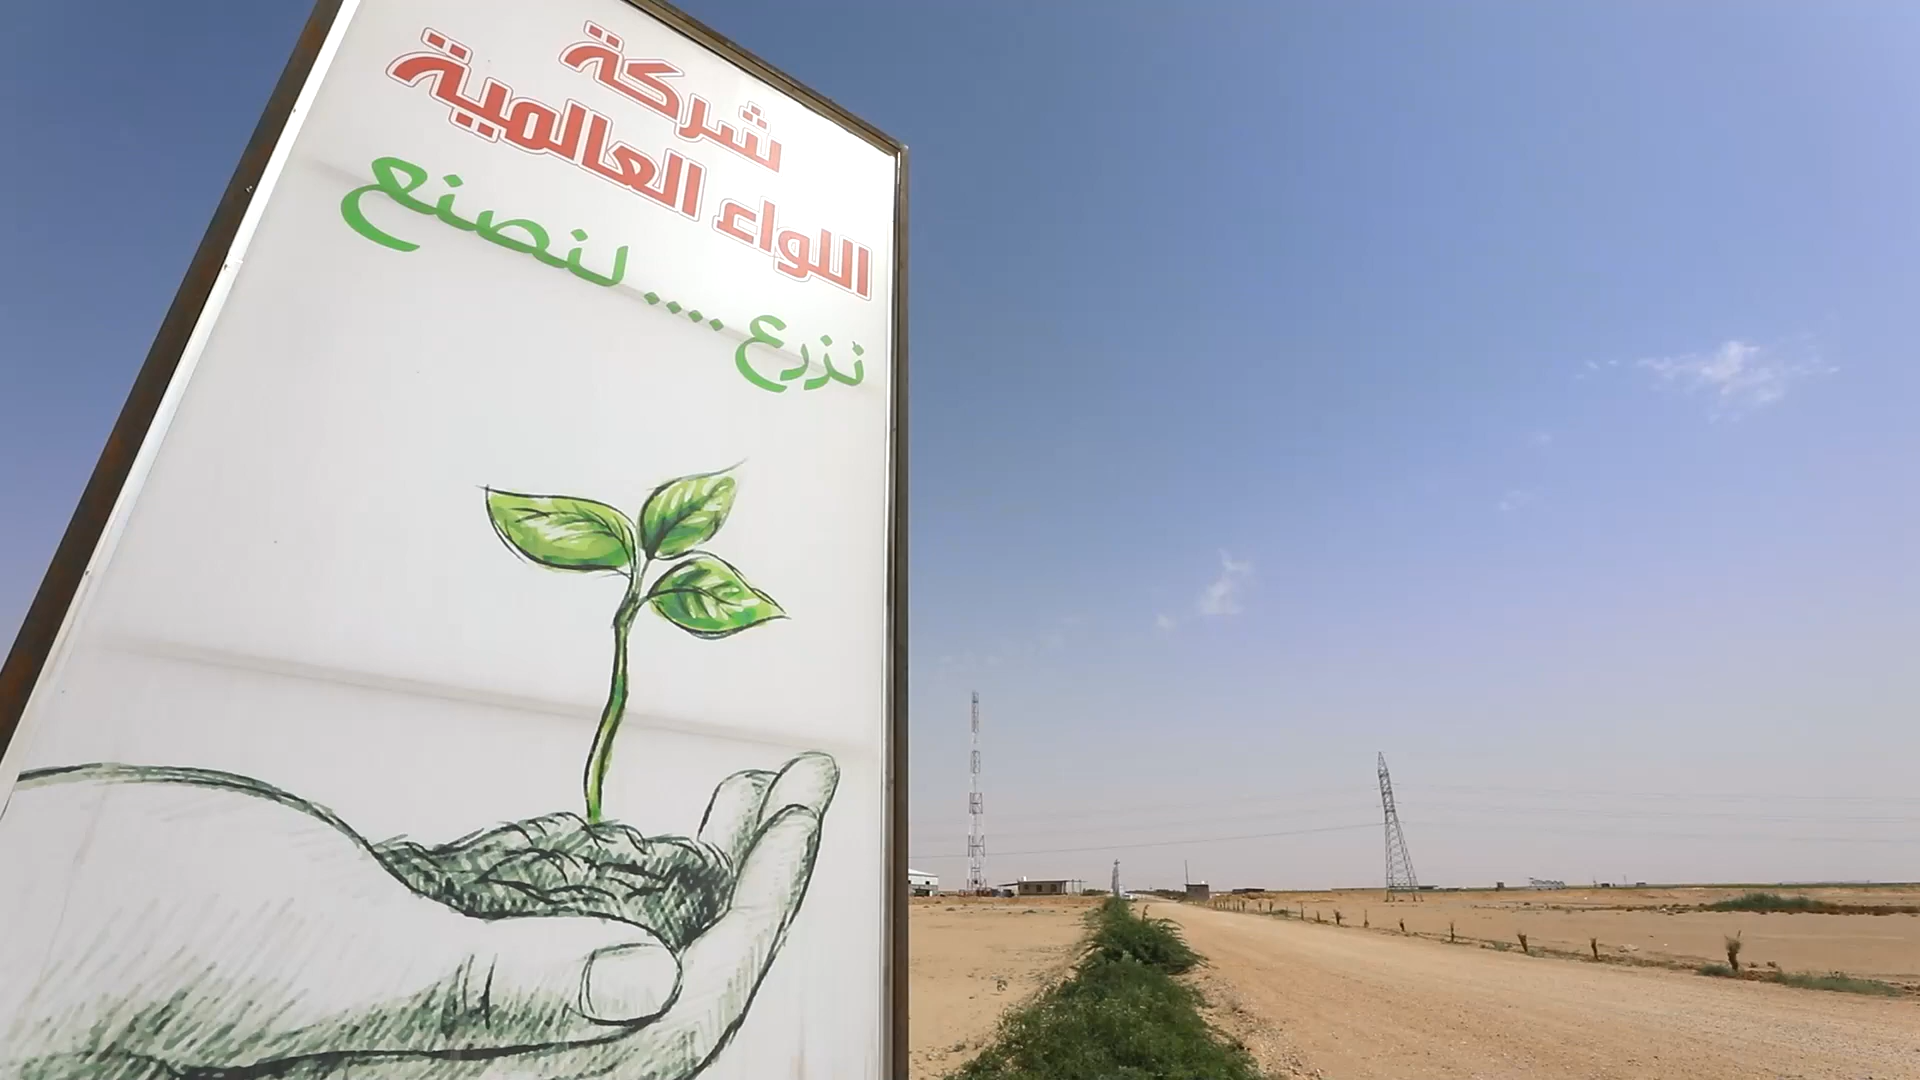 شركة
اللواء العالمية
نزرع .... لنصنع